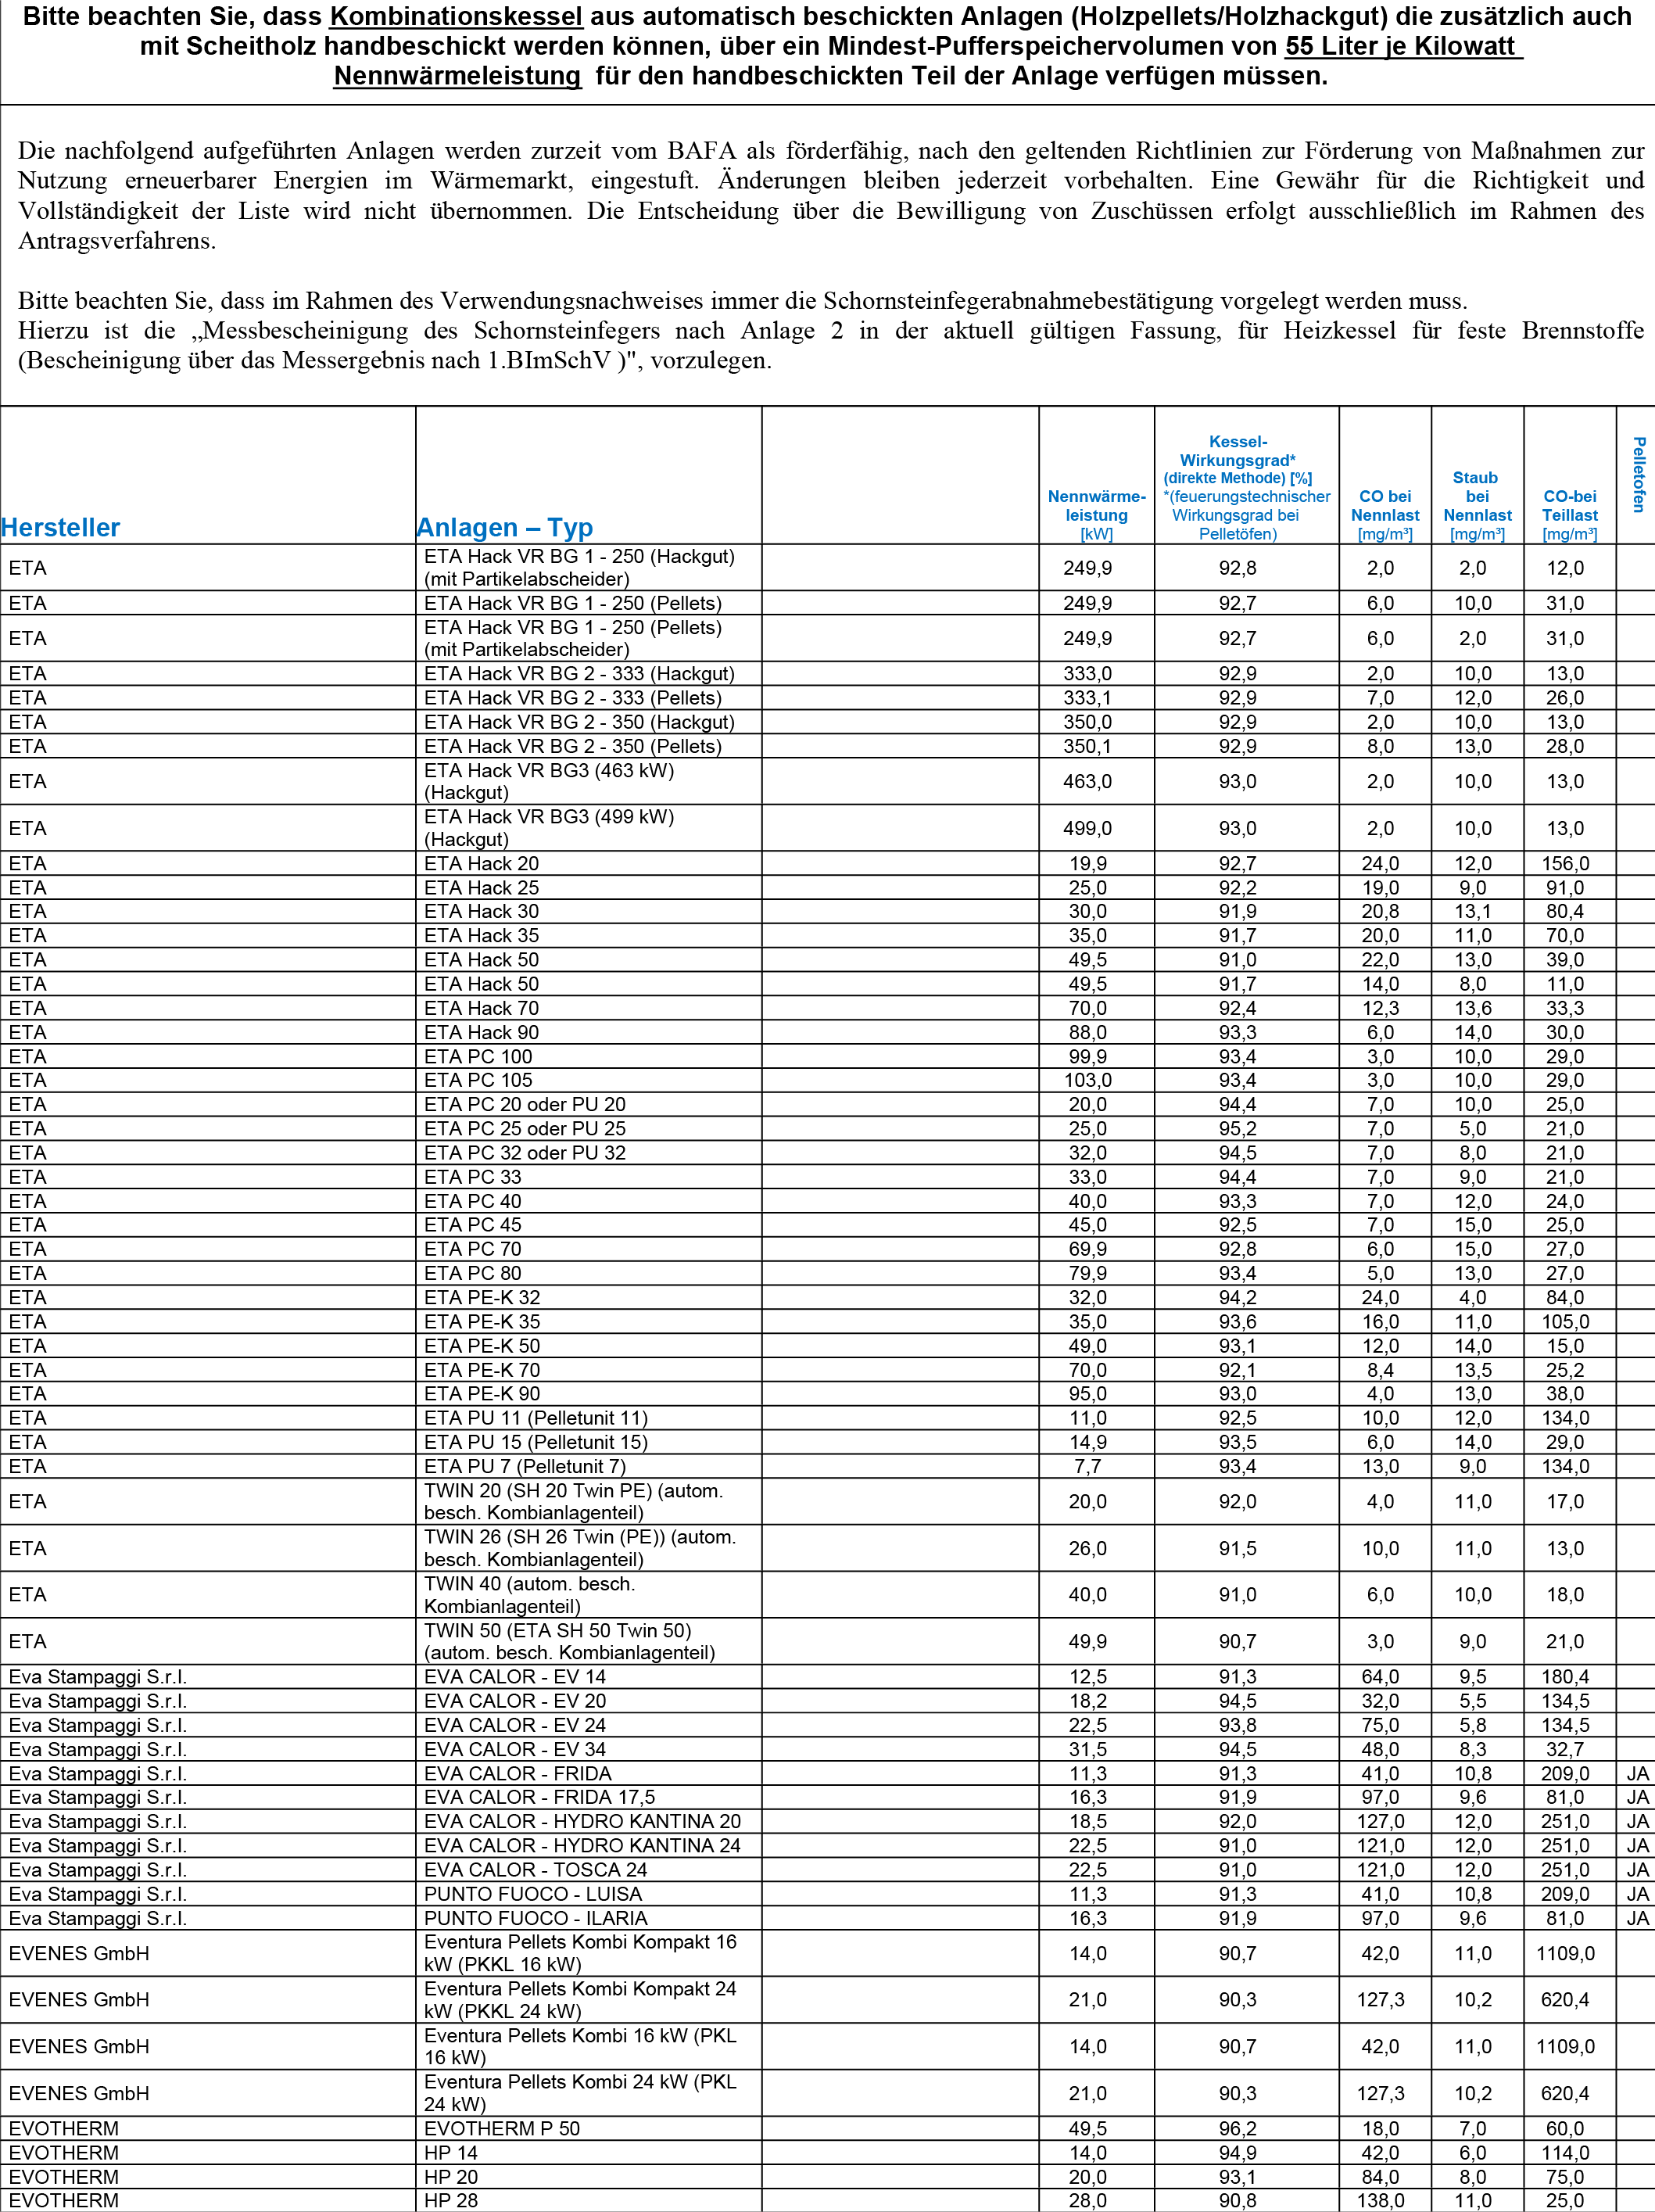 Bitte beachten Sie, dass Kombinationskessel aus automatisch beschickten Anlagen (Holzpellets/Holzhackgut) die zusätzlich auch
mit Scheitholz handbeschickt werden können, über ein Mindest-Pufferspeichervolumen von 55 Liter je Kilowatt
Nennwärmeleistung für den handbeschickten Teil der Anlage verfügen müssen.
Die nachfolgend aufgeführten Anlagen werden zurzeit vom BAFA als förderfähig, nach den geltenden Richtlinien zur Förderung von Maßnahmen zur
Nutzung erneuerbarer Energien im Wärmemarkt, eingestuft. Änderungen bleiben jederzeit vorbehalten. Eine Gewähr für die Richtigkeit und
Vollständigkeit der Liste wird nicht übernommen. Die Entscheidung über die Bewilligung von Zuschüssen erfolgt ausschließlich im Rahmen des
Antragsverfahrens.
Bitte beachten Sie, dass im Rahmen des Verwendungsnachweises immer die Schornsteinfegerabnahmebestätigung vorgelegt werden muss.
Hierzu ist die „Messbescheinigung des Schornsteinfegers nach Anlage 2 in der aktuell gültigen Fassung, für Heizkessel für feste Brennstoffe
(Bescheinigung über das Messergebnis nach 1.BImSchV )", vorzulegen.
Hersteller
Anlagen – Typ
Nennwärme-
leistung
[kW]
Kessel-
Wirkungsgrad*
(direkte Methode) [%]
*(feuerungstechnischer
Wirkungsgrad bei
Pelletöfen)
CO bei
Nennlast
[mg/m³]
Staub
bei
Nennlast
[mg/m³]
CO-bei
Teillast
[mg/m³]
Pelletofen
ETA ETA Hack VR BG 1 - 250 (Hackgut)
(mit Partikelabscheider) 249,9 92,8 2,0 2,0 12,0
ETA ETA Hack VR BG 1 - 250 (Pellets) 249,9 92,7 6,0 10,0 31,0
ETA ETA Hack VR BG 1 - 250 (Pellets)
(mit Partikelabscheider) 249,9 92,7 6,0 2,0 31,0
ETA ETA Hack VR BG 2 - 333 (Hackgut) 333,0 92,9 2,0 10,0 13,0
ETA ETA Hack VR BG 2 - 333 (Pellets) 333,1 92,9 7,0 12,0 26,0
ETA ETA Hack VR BG 2 - 350 (Hackgut) 350,0 92,9 2,0 10,0 13,0
ETA ETA Hack VR BG 2 - 350 (Pellets) 350,1 92,9 8,0 13,0 28,0
ETA ETA Hack VR BG3 (463 kW)
(Hackgut) 463,0 93,0 2,0 10,0 13,0
ETA ETA Hack VR BG3 (499 kW)
(Hackgut) 499,0 93,0 2,0 10,0 13,0
ETA ETA Hack 20 19,9 92,7 24,0 12,0 156,0
ETA ETA Hack 25 25,0 92,2 19,0 9,0 91,0
ETA ETA Hack 30 30,0 91,9 20,8 13,1 80,4
ETA ETA Hack 35 35,0 91,7 20,0 11,0 70,0
ETA ETA Hack 50 49,5 91,0 22,0 13,0 39,0
ETA ETA Hack 50 49,5 91,7 14,0 8,0 11,0
ETA ETA Hack 70 70,0 92,4 12,3 13,6 33,3
ETA ETA Hack 90 88,0 93,3 6,0 14,0 30,0
ETA ETA PC 100 99,9 93,4 3,0 10,0 29,0
ETA ETA PC 105 103,0 93,4 3,0 10,0 29,0
ETA ETA PC 20 oder PU 20 20,0 94,4 7,0 10,0 25,0
ETA ETA PC 25 oder PU 25 25,0 95,2 7,0 5,0 21,0
ETA ETA PC 32 oder PU 32 32,0 94,5 7,0 8,0 21,0
ETA ETA PC 33 33,0 94,4 7,0 9,0 21,0
ETA ETA PC 40 40,0 93,3 7,0 12,0 24,0
ETA ETA PC 45 45,0 92,5 7,0 15,0 25,0
ETA ETA PC 70 69,9 92,8 6,0 15,0 27,0
ETA ETA PC 80 79,9 93,4 5,0 13,0 27,0
ETA ETA PE-K 32 32,0 94,2 24,0 4,0 84,0
ETA ETA PE-K 35 35,0 93,6 16,0 11,0 105,0
ETA ETA PE-K 50 49,0 93,1 12,0 14,0 15,0
ETA ETA PE-K 70 70,0 92,1 8,4 13,5 25,2
ETA ETA PE-K 90 95,0 93,0 4,0 13,0 38,0
ETA ETA PU 11 (Pelletunit 11) 11,0 92,5 10,0 12,0 134,0
ETA ETA PU 15 (Pelletunit 15) 14,9 93,5 6,0 14,0 29,0
ETA ETA PU 7 (Pelletunit 7) 7,7 93,4 13,0 9,0 134,0
ETA TWIN 20 (SH 20 Twin PE) (autom.
besch. Kombianlagenteil) 20,0 92,0 4,0 11,0 17,0
ETA TWIN 26 (SH 26 Twin (PE)) (autom.
besch. Kombianlagenteil) 26,0 91,5 10,0 11,0 13,0
ETA TWIN 40 (autom. besch.
Kombianlagenteil) 40,0 91,0 6,0 10,0 18,0
ETA TWIN 50 (ETA SH 50 Twin 50)
(autom. besch. Kombianlagenteil) 49,9 90,7 3,0 9,0 21,0
Eva Stampaggi S.r.l. EVA CALOR - EV 14 12,5 91,3 64,0 9,5 180,4
Eva Stampaggi S.r.l. EVA CALOR - EV 20 18,2 94,5 32,0 5,5 134,5
Eva Stampaggi S.r.l. EVA CALOR - EV 24 22,5 93,8 75,0 5,8 134,5
Eva Stampaggi S.r.l. EVA CALOR - EV 34 31,5 94,5 48,0 8,3 32,7
Eva Stampaggi S.r.l. EVA CALOR - FRIDA 11,3 91,3 41,0 10,8 209,0 JA
Eva Stampaggi S.r.l. EVA CALOR - FRIDA 17,5 16,3 91,9 97,0 9,6 81,0 JA
Eva Stampaggi S.r.l. EVA CALOR - HYDRO KANTINA 20 18,5 92,0 127,0 12,0 251,0 JA
Eva Stampaggi S.r.l. EVA CALOR - HYDRO KANTINA 24 22,5 91,0 121,0 12,0 251,0 JA
Eva Stampaggi S.r.l. EVA CALOR - TOSCA 24 22,5 91,0 121,0 12,0 251,0 JA
Eva Stampaggi S.r.l. PUNTO FUOCO - LUISA 11,3 91,3 41,0 10,8 209,0 JA
Eva Stampaggi S.r.l. PUNTO FUOCO - ILARIA 16,3 91,9 97,0 9,6 81,0 JA
EVENES GmbH Eventura Pellets Kombi Kompakt 16
kW (PKKL 16 kW) 14,0 90,7 42,0 11,0 1109,0
EVENES GmbH Eventura Pellets Kombi Kompakt 24
kW (PKKL 24 kW) 21,0 90,3 127,3 10,2 620,4
EVENES GmbH Eventura Pellets Kombi 16 kW (PKL
16 kW) 14,0 90,7 42,0 11,0 1109,0
EVENES GmbH Eventura Pellets Kombi 24 kW (PKL
24 kW) 21,0 90,3 127,3 10,2 620,4
EVOTHERM EVOTHERM P 50 49,5 96,2 18,0 7,0 60,0
EVOTHERM HP 14 14,0 94,9 42,0 6,0 114,0
EVOTHERM HP 20 20,0 93,1 84,0 8,0 75,0
EVOTHERM HP 28 28,0 90,8 138,0 11,0 25,0